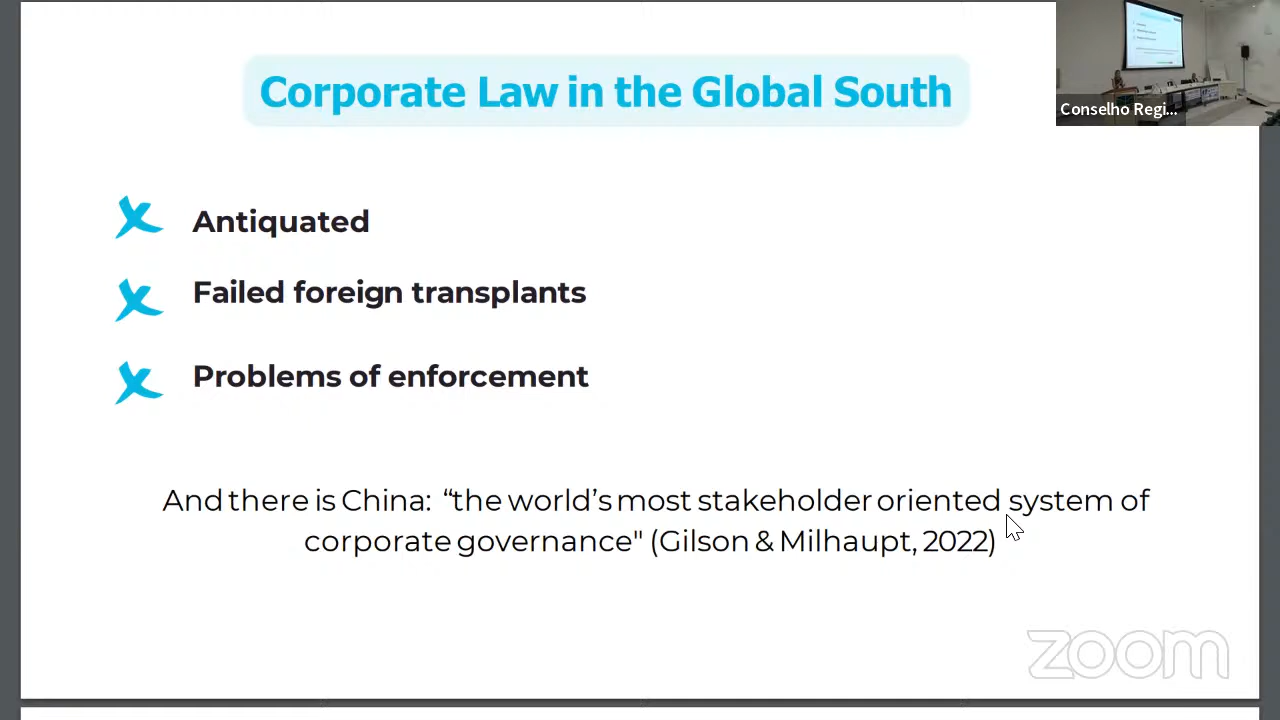 Corporate Law in the Global South
Conselho Regi...
Antiquated
Failed foreign transplants
Problems of enforcement
And there is China: “the world’s most stakeholder oriented system of
corporate governance" (Gilson & Milhaupt, 2022)
zoom